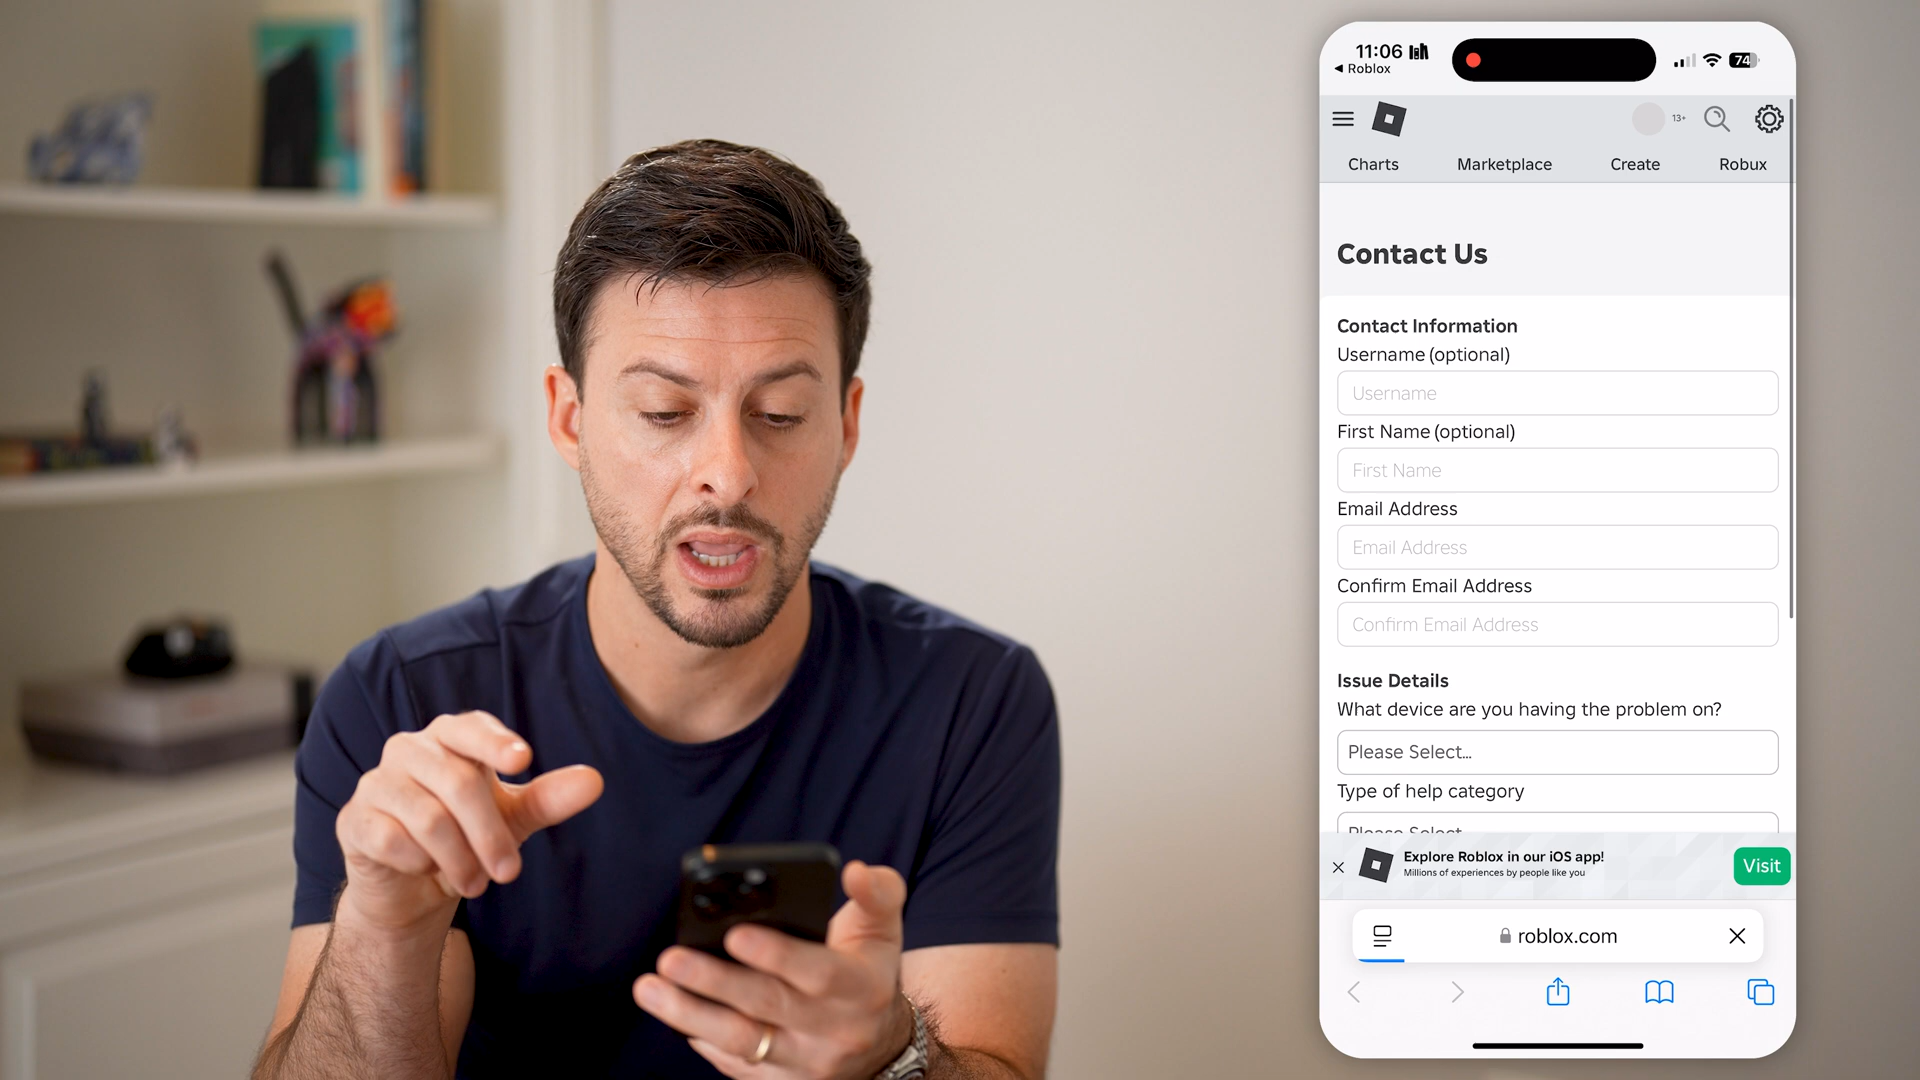 11:06
◀ Roblox
74
13+
Charts Marketplace Create Robux
Contact Us
Contact Information
Username (optional)
Username
First Name (optional)
First Name
Email Address
Email Address
Confirm Email Address
Confirm Email Address
Issue Details
What device are you having the problem on?
Please Select...
Type of help category
Please Select
Explore Roblox in our iOS app!
Millions of experiences by people like you
Visit
roblox.com